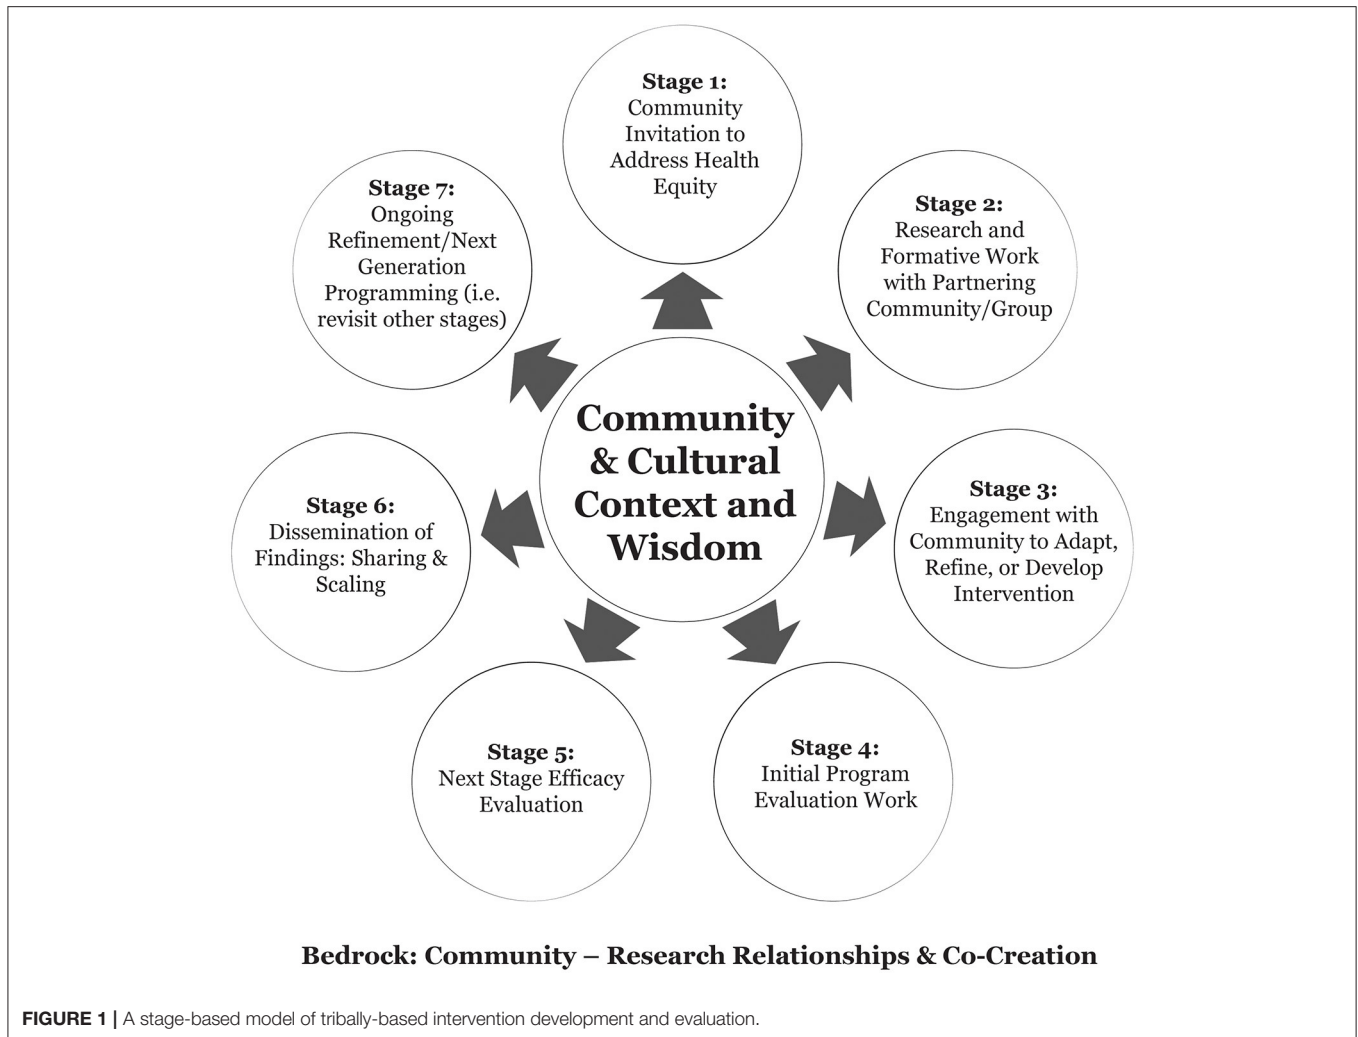 Stage 1:
Community
Invitation to
Address Health
Equity
Stage 2:
Research and
Formative Work
with Partnering
Community/Group
Stage 3:
Engagement with
Community to Adapt,
Refine, or Develop
Intervention
Stage 4:
Initial Program
Evaluation Work
Stage 5:
Next Stage Efficacy
Evaluation
Stage 6:
Dissemination of
Findings: Sharing &
Scaling
Stage 7:
Ongoing
Refinement/Next
Generation
Programming (i.e.
revisit other stages)
Community
& Cultural
Context and
Wisdom
Bedrock: Community – Research Relationships & Co-Creation
FIGURE 1 | A stage-based model of tribally-based intervention development and evaluation.